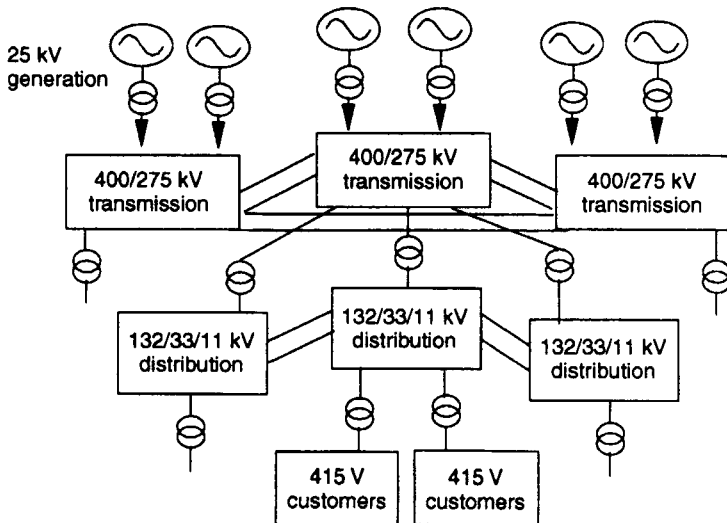 25 kV
generation
400/275 kV
transmission
400/275 kV
transmission
400/275 kV
transmission
132/33/11 kV
distribution
132/33/11 kV
distribution
132/33/11 kV
distribution
415 V
customers
415 V
customers